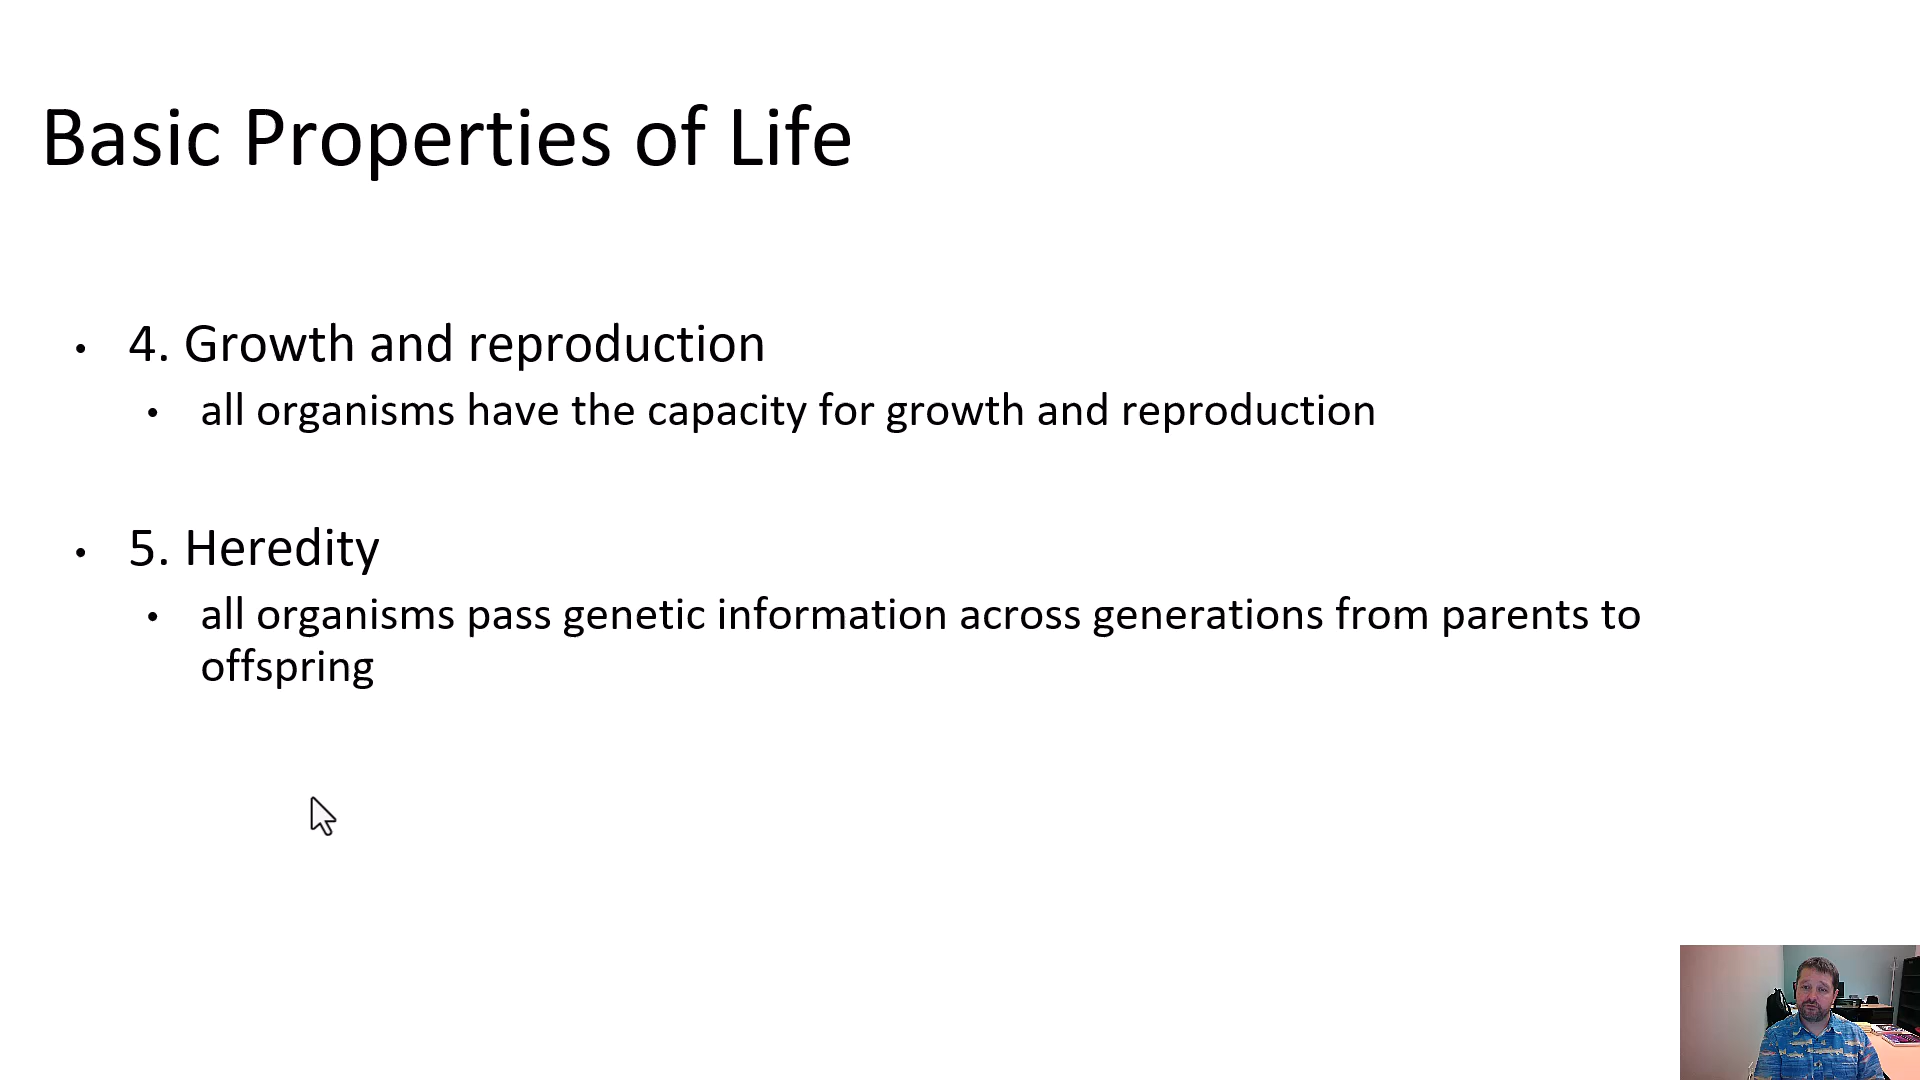 Basic Properties of Life
• 4. Growth and reproduction
• all organisms have the capacity for growth and reproduction
• 5. Heredity
• all organisms pass genetic information across generations from parents to
offspring